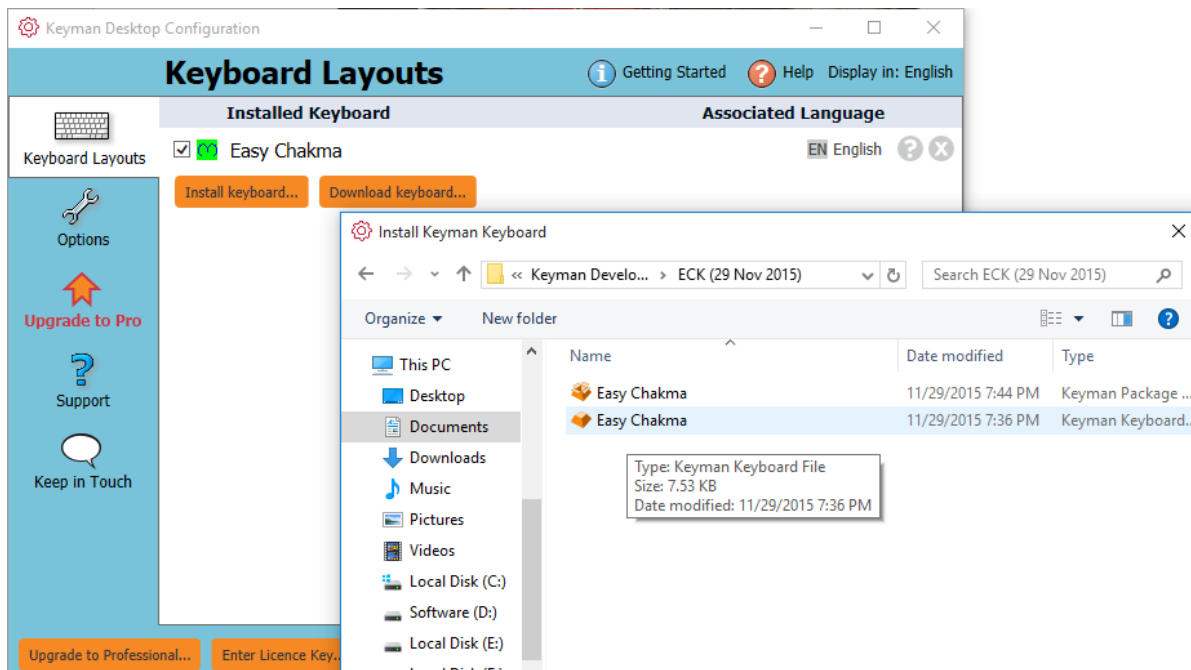 Keyman Desktop Configuration
Keyboard Layouts
Getting Started
Help
Display in: English
Installed Keyboard
Associated Language
Keyboard Layouts
Easy Chakma
EN English
Install keyboard...
Download keyboard...
Options
Upgrade to Pro
Support
Keep in Touch
Upgrade to Professional...
Enter Licence Key..
Install Keyman Keyboard
« Keyman Develo... > ECK (29 Nov 2015)
Search ECK (29 Nov 2015)
Organize
New folder
This PC
Desktop
Documents
Downloads
Music
Pictures
Videos
Local Disk (C:)
Software (D:)
Local Disk (E:)
Name
Date modified
Type
Easy Chakma
11/29/2015 7:44 PM
Keyman Package ...
Easy Chakma
11/29/2015 7:36 PM
Keyman Keyboard..
Type: Keyman Keyboard File
Size: 7.53 KB
Date modified: 11/29/2015 7:36 PM